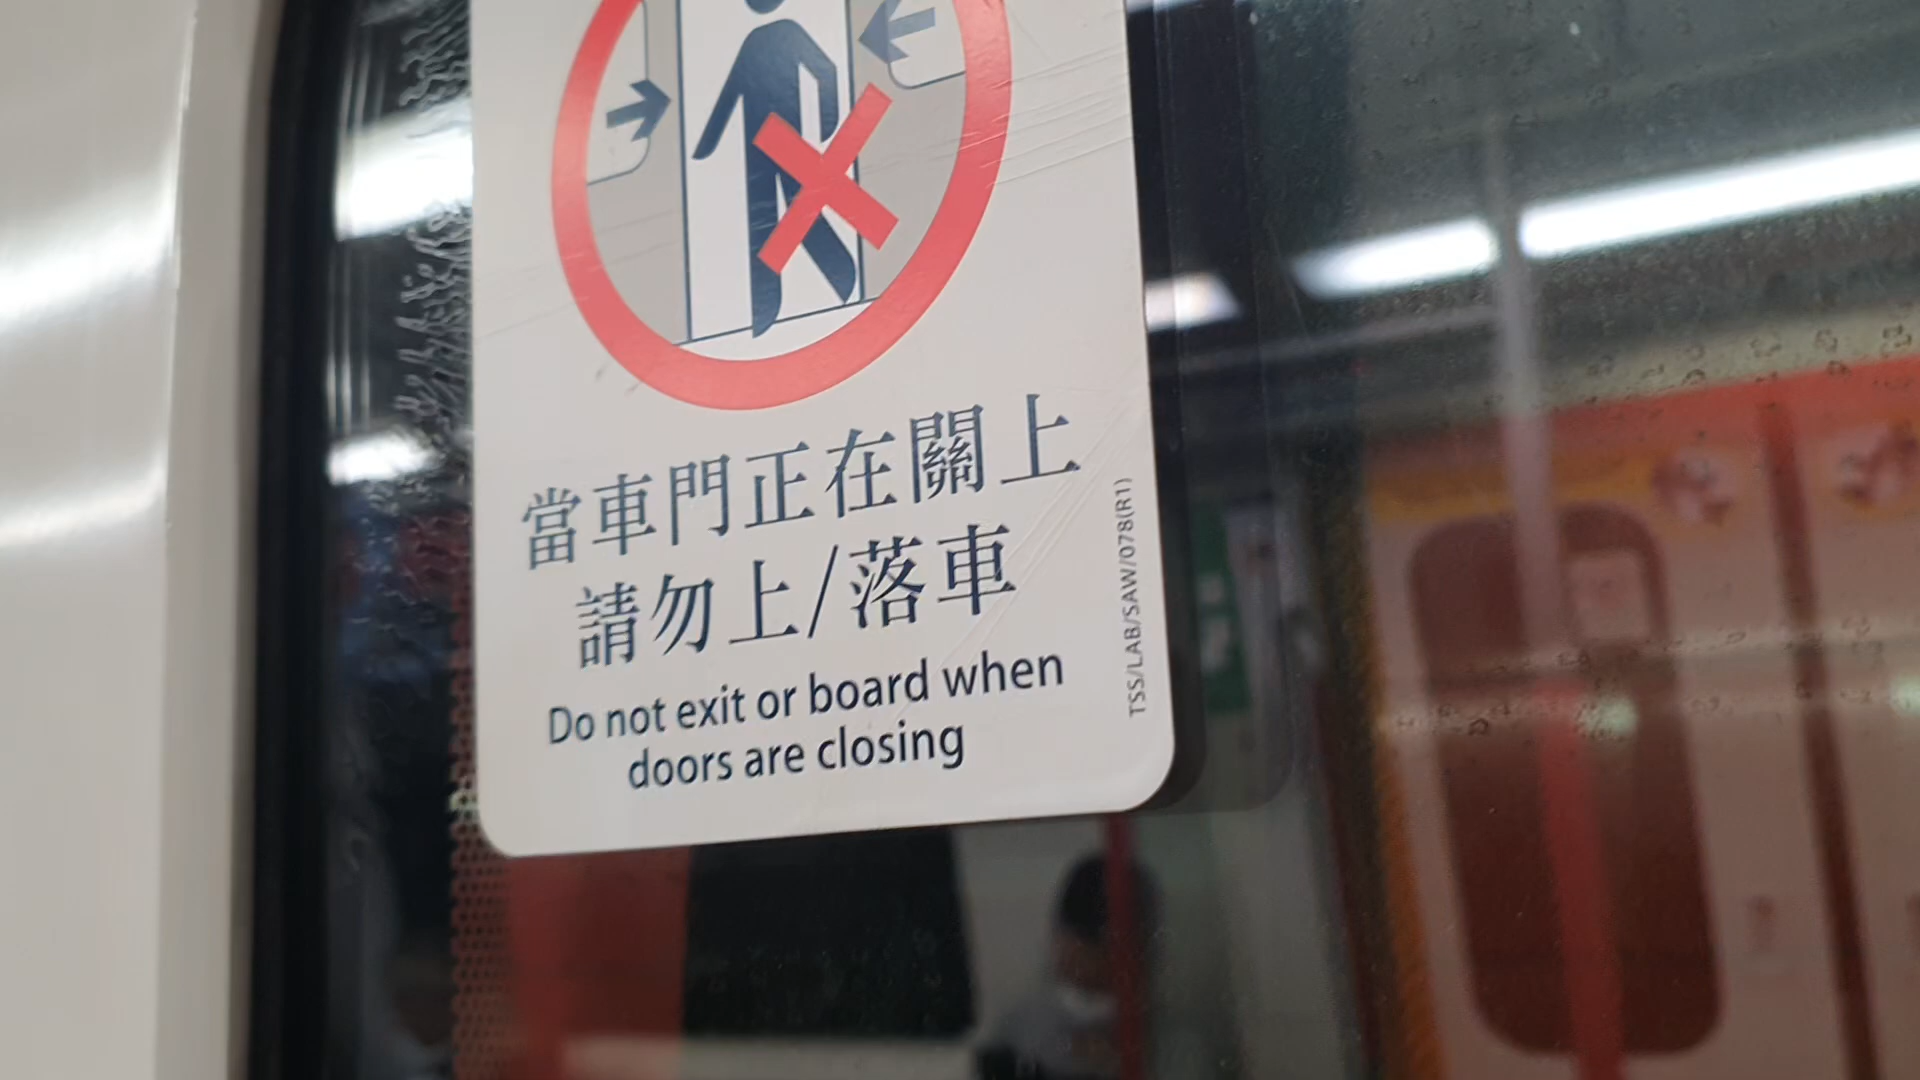 當車門正在關上
請勿上/落車
Do not exit or board when
doors are closing
TSS/LAB/SAW/078(R1)